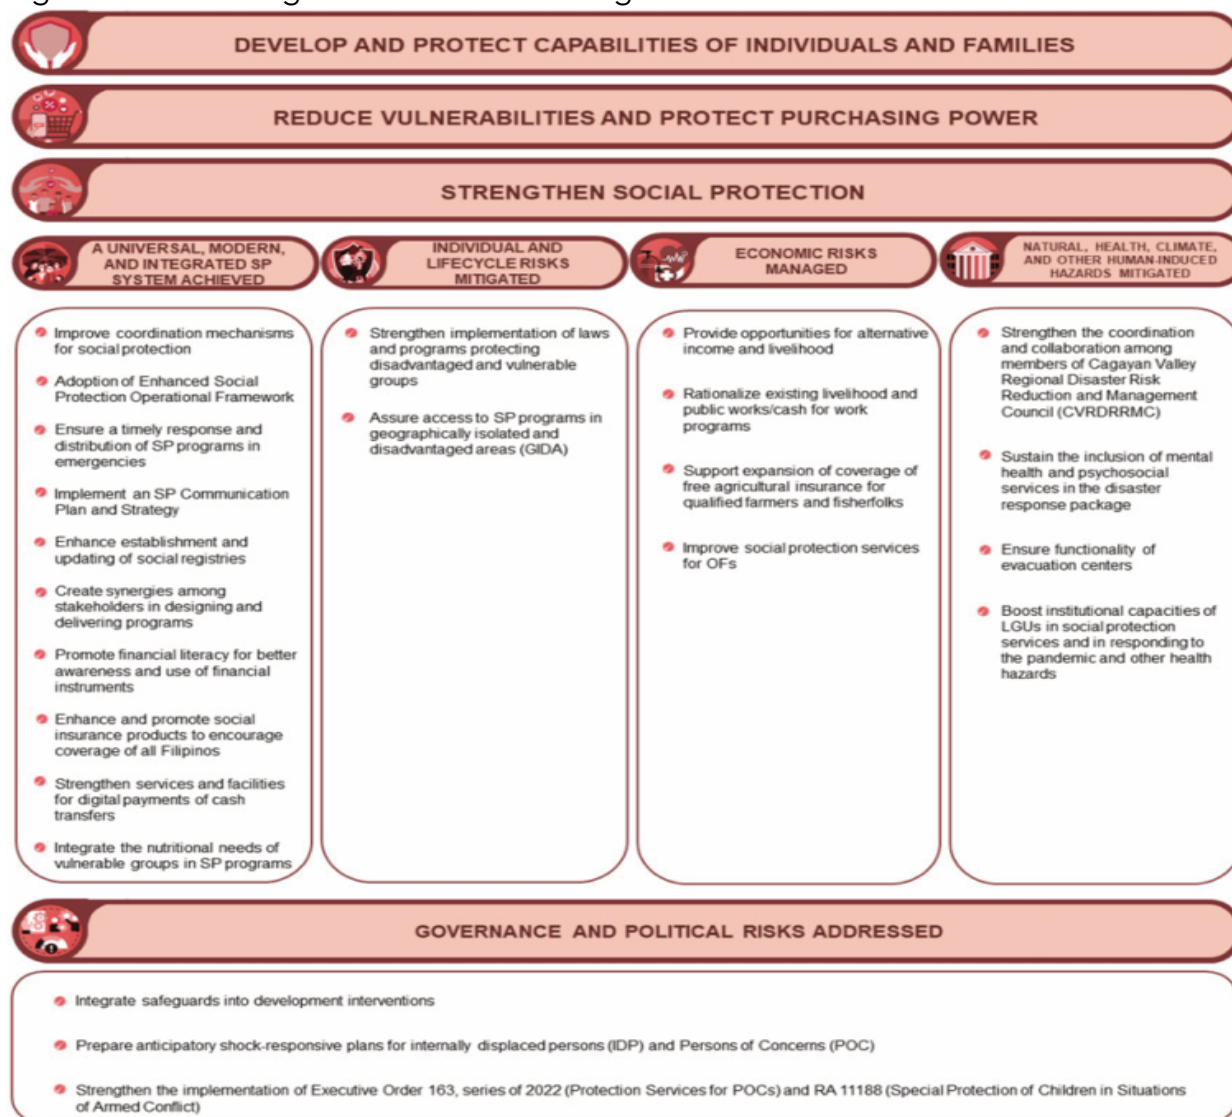 DEVELOP AND PROTECT CAPABILITIES OF INDIVIDUALS AND FAMILIES
REDUCE VULNERABILITIES AND PROTECT PURCHASING POWER
STRENGTHEN SOCIAL PROTECTION
A UNIVERSAL, MODERN,
AND INTEGRATED SP
SYSTEM ACHIEVED
Improve coordination mechanisms
for social protection
Adoption of Enhanced Social
Protection Operational Framework
Ensure a timely response and
distribution of SP programs in
emergencies
Implement an SP Communication
Plan and Strategy
Enhance establishment and
updating of social registries
Create synergies among
stakeholders in designing and
delivering programs
Promote financial literacy for better
awareness and use of financial
instruments
Enhance and promote social
insurance products to encourage
coverage of all Filipinos
Strengthen services and facilities
for digital payments of cash
transfers
Integrate the nutritional needs of
vulnerable groups in SP programs
INDIVIDUAL AND
LIFECYCLE RISKS
MITIGATED
Strengthen implementation of laws
and programs protecting
disadvantaged and vulnerable
groups
Assure access to SP programs in
geographically isolated and
disadvantaged areas (GIDA)
ECONOMIC RISKS
MANAGED
Provide opportunities for alternative
income and livelihood
Rationalize existing livelihood and
public works/cash for work
programs
Support expansion of coverage of
free agricultural insurance for
qualified farmers and fisherfolks
Improve social protection services
for OFs
NATURAL, HEALTH, CLIMATE,
AND OTHER HUMAN-INDUCED
HAZARDS MITIGATED
Strengthen the coordination
and collaboration among
members of Cagayan Valley
Regional Disaster Risk
Reduction and Management
Council (CVRDRRMC)
Sustain the inclusion of mental
health and psychosocial
services in the disaster
response package
Ensure functionality of
evacuation centers
Boost institutional capacities of
LGUs in social protection
services and in responding to
the pandemic and other health
hazards
GOVERNANCE AND POLITICAL RISKS ADDRESSED
Integrate safeguards into development interventions
Prepare anticipatory shock-responsive plans for internally displaced persons (IDP) and Persons of Concerns (POC)
Strengthen the implementation of Executive Order 163, series of 2022 (Protection Services for POCs) and RA 11188 (Special Protection of Children in Situations
of Armed Conflict)